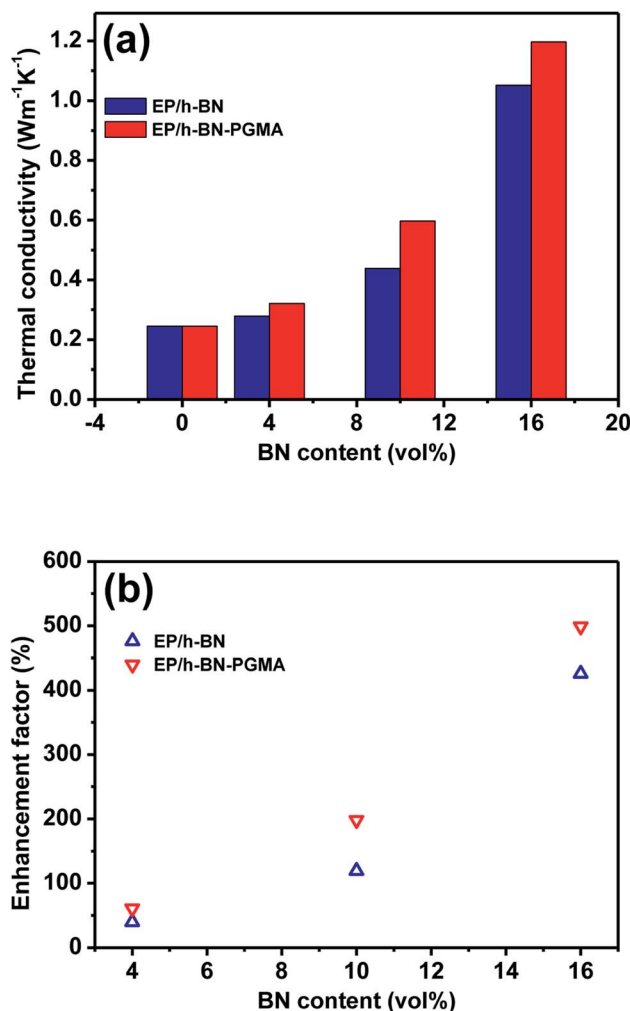 (a)
Thermal conductivity (Wm⁻¹K⁻¹)
1.2
1.0
0.8
0.6
0.4
0.2
0.0
EP/h-BN
EP/h-BN-PGMA
-4 0 4 8 12 16 20
BN content (vol%)
(b)
Enhancement factor (%)
600
500
400
300
200
100
0
EP/h-BN
EP/h-BN-PGMA
4 6 8 10 12 14 16
BN content (vol%)